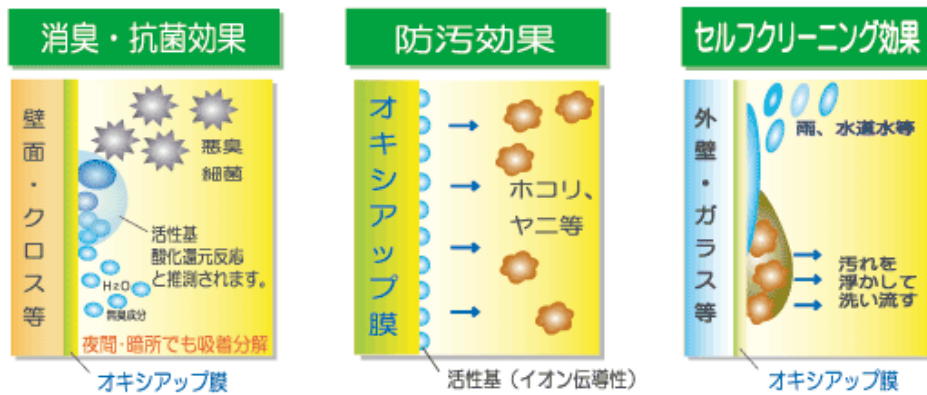 消臭・抗菌効果
壁面・クロス等
悪臭
細菌
活性基
酸化還元反応
と推測されます。
H2O
無臭成分
夜間・暗所でも吸着分解
オキシアップ膜
防汚効果
オキシアップ膜
ホコリ、
ヤニ等
活性基（イオン伝導性）
セルフクリーニング効果
外壁・ガラス等
雨、水道水等
汚れを
浮かして
洗い流す
オキシアップ膜